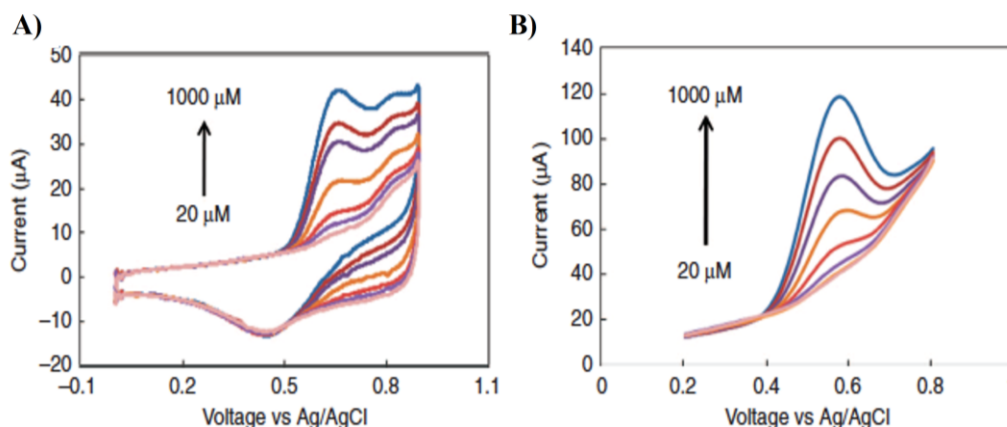 A)
50
40
30
20
10
0
−10
−20
Current (µA)
1000 µM
20 µM
−0.1 0.2 0.5 0.8 1.1
Voltage vs Ag/AgCl
B)
140
120
100
80
60
40
20
0
Current (µA)
1000 µM
20 µM
0 0.2 0.4 0.6 0.8
Voltage vs Ag/AgCl